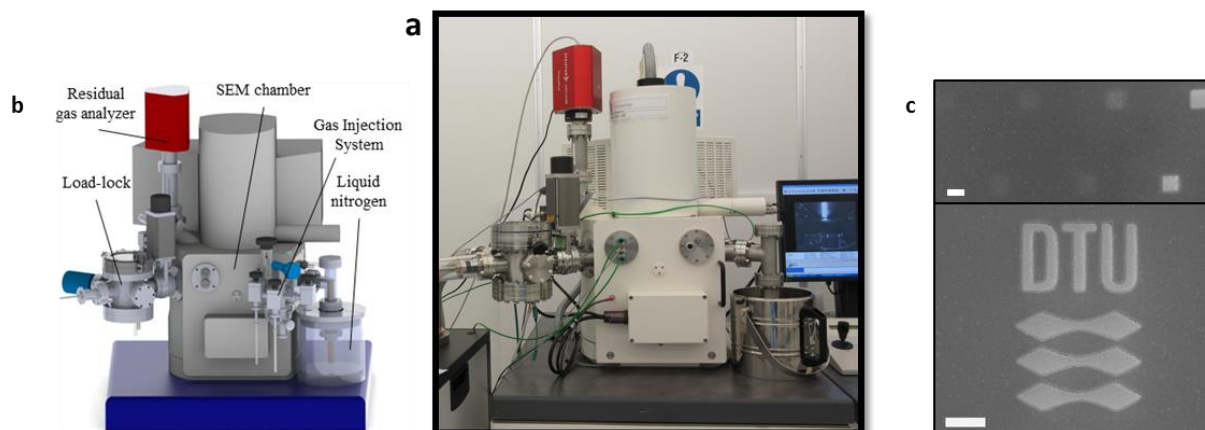 a
b
Residual
gas analyzer
SEM chamber
Gas Injection
System
Load-lock
Liquid
nitrogen
F-2
c
DTU